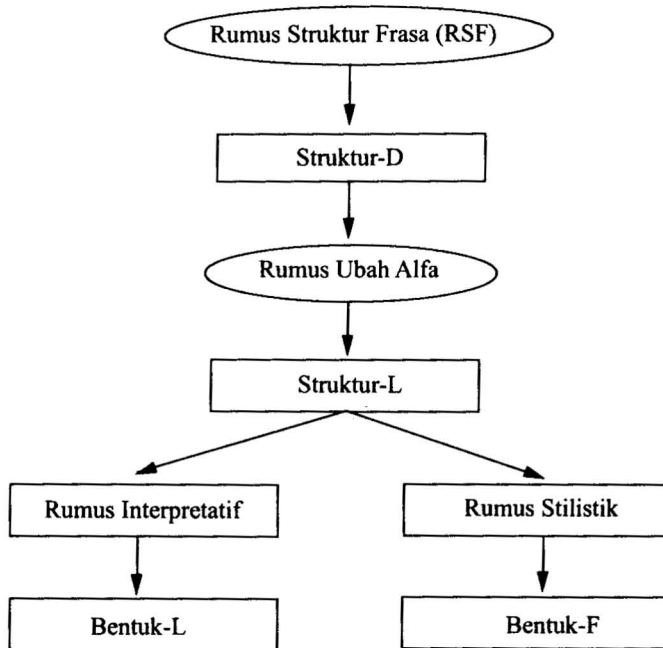 Rumus Struktur Frasa (RSF)
Struktur-D
Rumus Ubah Alfa
Struktur-L
Rumus Interpretatif
Rumus Stilistik
Bentuk-L
Bentuk-F